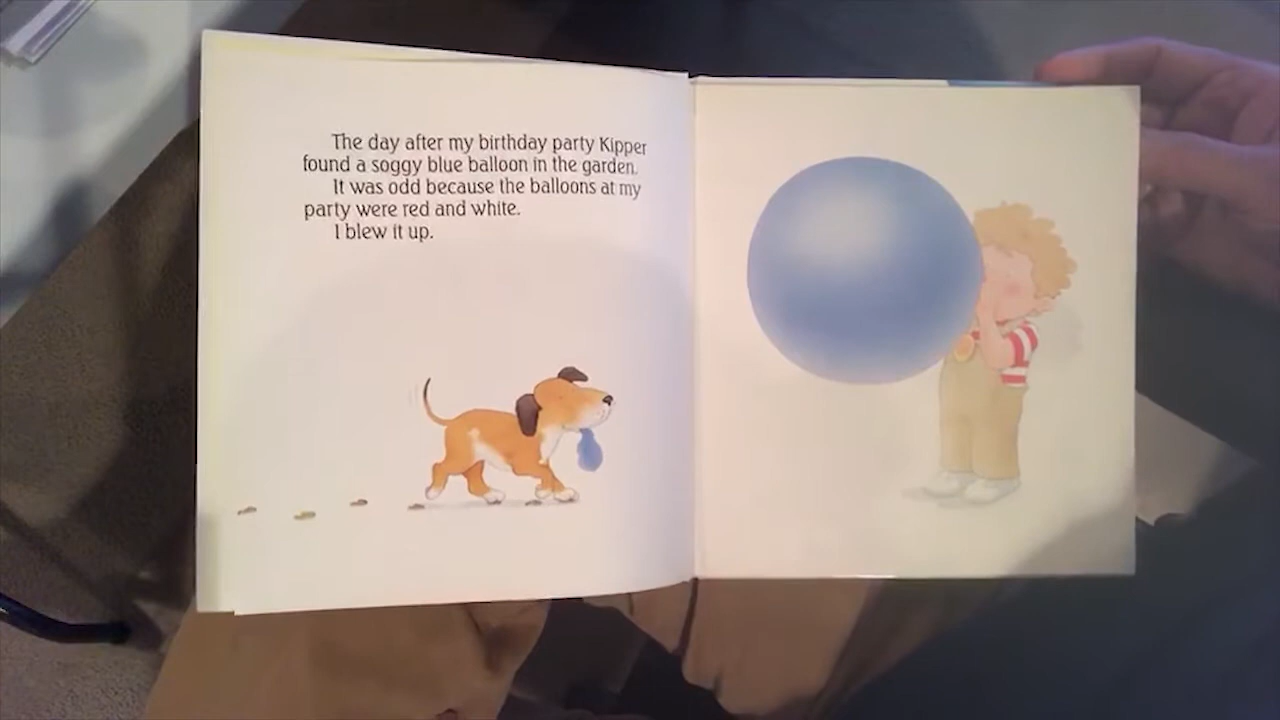 The day after my birthday party Kipper
found a soggy blue balloon in the garden.
It was odd because the balloons at my
party were red and white.
I blew it up.